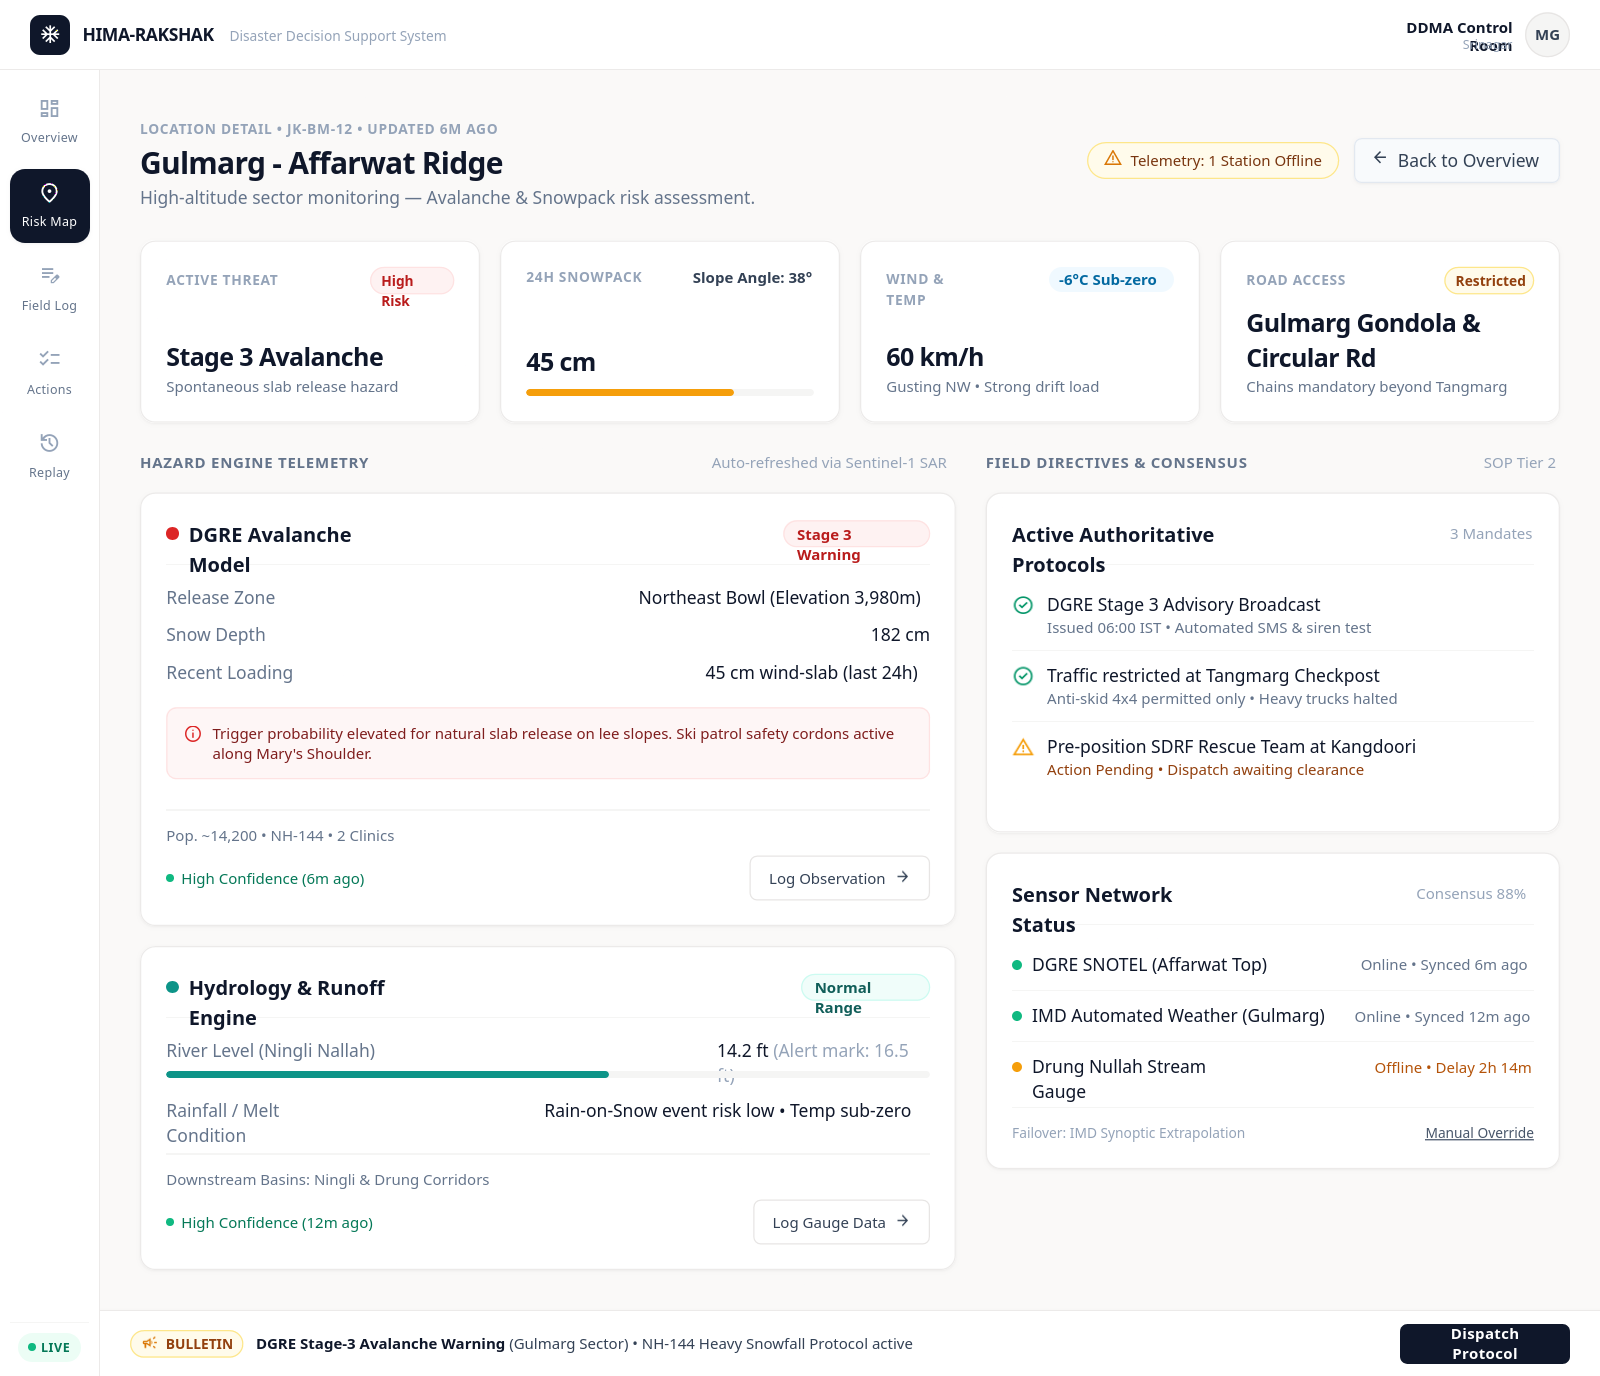 HIMA-RAKSHAK
Disaster Decision Support System
DDMA Control
Room
Srinagar
MG
Overview
Risk Map
Field Log
Actions
Replay
LIVE
LOCATION DETAIL • JK-BM-12 • UPDATED 6M AGO
Gulmarg - Affarwat Ridge
High-altitude sector monitoring — Avalanche & Snowpack risk assessment.
Telemetry: 1 Station Offline
Back to Overview
ACTIVE THREAT
High
Risk
Stage 3 Avalanche
Spontaneous slab release hazard
24H SNOWPACK
Slope Angle: 38°
45 cm
WIND &
TEMP
-6°C Sub-zero
60 km/h
Gusting NW • Strong drift load
ROAD ACCESS
Restricted
Gulmarg Gondola &
Circular Rd
Chains mandatory beyond Tangmarg
HAZARD ENGINE TELEMETRY
Auto-refreshed via Sentinel-1 SAR
DGRE Avalanche
Model
Stage 3
Warning
Release Zone
Northeast Bowl (Elevation 3,980m)
Snow Depth
182 cm
Recent Loading
45 cm wind-slab (last 24h)
Trigger probability elevated for natural slab release on lee slopes. Ski patrol safety cordons active
along Mary's Shoulder.
Pop. ~14,200 • NH-144 • 2 Clinics
High Confidence (6m ago)
Log Observation
Hydrology & Runoff
Engine
Normal
Range
River Level (Ningli Nallah)
14.2 ft (Alert mark: 16.5
ft)
Rainfall / Melt
Condition
Rain-on-Snow event risk low • Temp sub-zero
Downstream Basins: Ningli & Drung Corridors
High Confidence (12m ago)
Log Gauge Data
FIELD DIRECTIVES & CONSENSUS
SOP Tier 2
Active Authoritative
Protocols
3 Mandates
DGRE Stage 3 Advisory Broadcast
Issued 06:00 IST • Automated SMS & siren test
Traffic restricted at Tangmarg Checkpost
Anti-skid 4x4 permitted only • Heavy trucks halted
Pre-position SDRF Rescue Team at Kangdoori
Action Pending • Dispatch awaiting clearance
Sensor Network
Status
Consensus 88%
DGRE SNOTEL (Affarwat Top)
Online • Synced 6m ago
IMD Automated Weather (Gulmarg)
Online • Synced 12m ago
Drung Nullah Stream
Gauge
Offline • Delay 2h 14m
Failover: IMD Synoptic Extrapolation
Manual Override
BULLETIN
DGRE Stage-3 Avalanche Warning (Gulmarg Sector) • NH-144 Heavy Snowfall Protocol active
Dispatch
Protocol